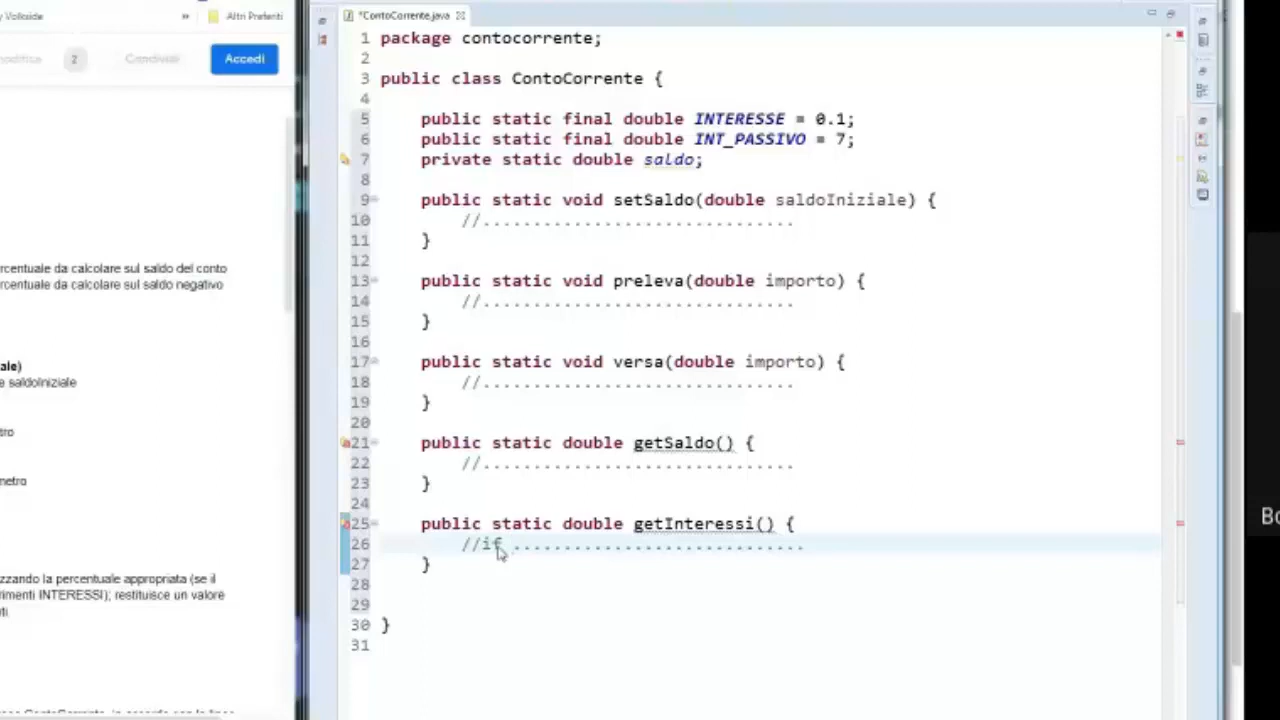 Altri Preferiti
2
Accedi
rcentuale da calcolare sul saldo del conto
rcentuale da calcolare sul saldo negativo
ale)
e saldoIniziale
tro
metro
zzando la percentuale appropriata (se il
rimenti INTERESSI); restituisce un valore
*ContoCorrente.java
1 package contocorrente;
2
3 public class ContoCorrente {
4
5 public static final double INTERESSE = 0.1;
6 public static final double INT_PASSIVO = 7;
7 private static double saldo;
8
9 public static void setSaldo(double saldoIniziale) {
10 //...............................
11 }
12
13 public static void preleva(double importo) {
14 //...............................
15 }
16
17 public static void versa(double importo) {
18 //...............................
19 }
20
21 public static double getSaldo() {
22 //...............................
23 }
24
25 public static double getInteressi() {
26 //if .............................
27 }
28
29
30 }
31